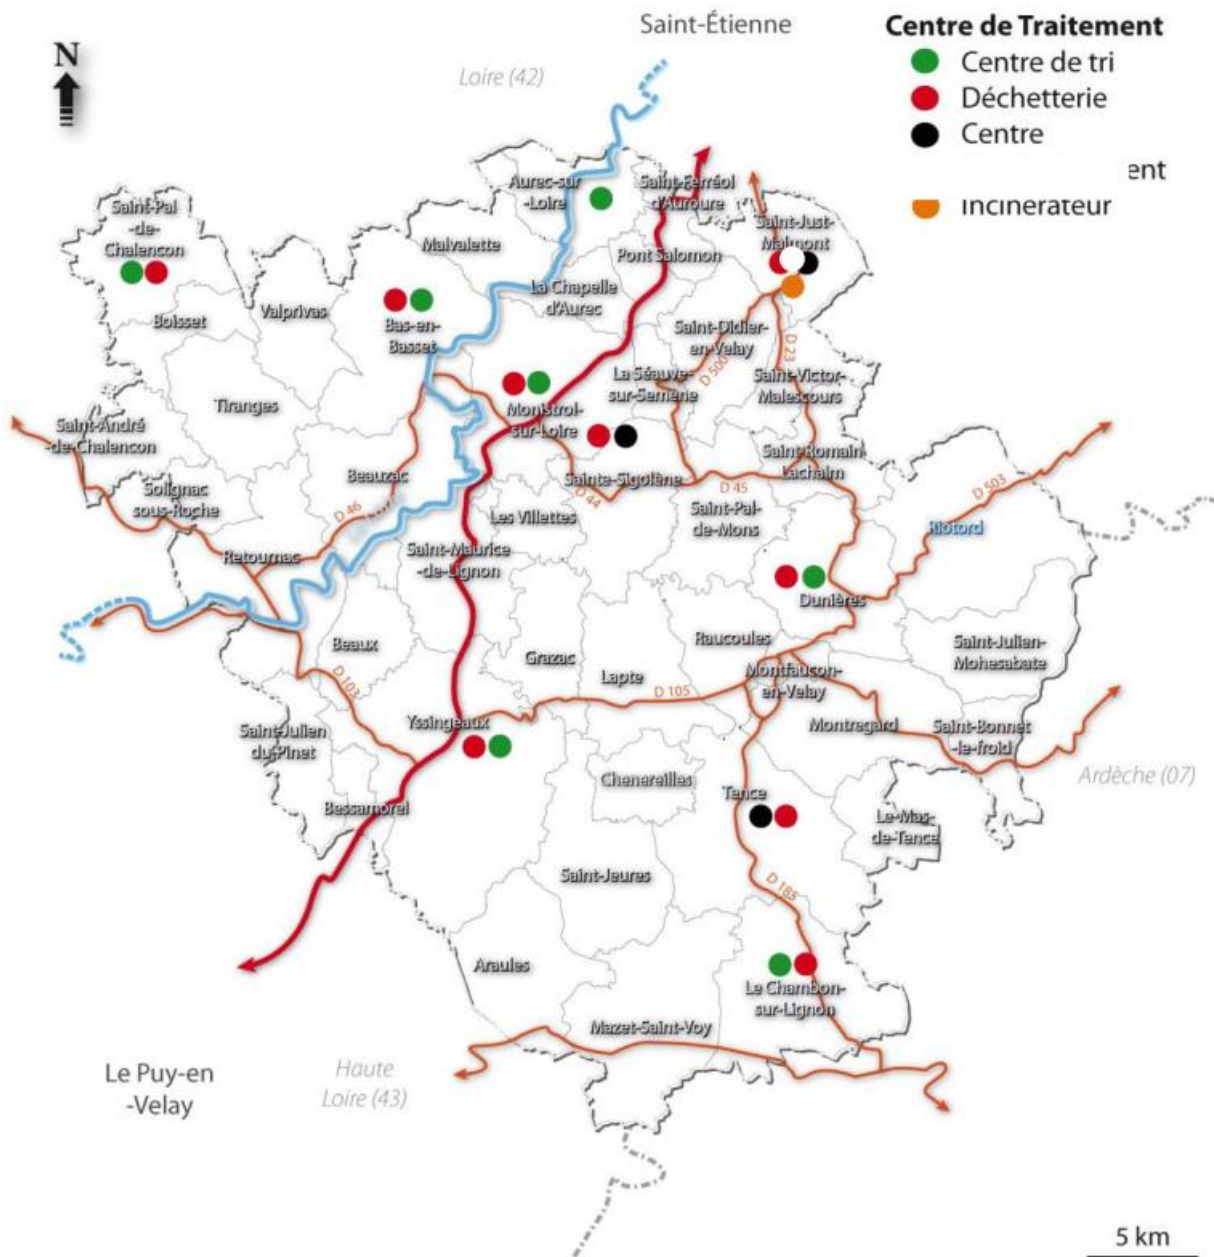 Saint-Étienne
Centre de Traitement
Centre de tri
Déchetterie
Centre
ent
Incinérateur
N
Loire (42)
Aurec-sur
-Loire
Saint-Ferréol
d'Auroure
Saint-Pal
-de-
Chalencon
Saint-Just-
Malmont
Malvalette
Pont Salomon
La Chapelle
d'Aurec
Boisset
Valprivas
Bas-en-
Basset
Saint-Didier-
en-Velay
D 23
D 500
La Séauve-
sur-Semène
Saint-Victor-
Malescours
Tiranges
Monistrol-
sur-Loire
Saint-André
-de-Chalencon
Saint-Romain
Lachalm
Beauzac
Sainte-Sigolène
D 45
D 503
Solignac
sous-Roche
D 44
D 46
Les Villettes
Saint-Pal
de-Mons
Riotord
Retournac
Saint-Maurice
-de-Lignon
Dunières
Beaux
Raucoules
Saint-Julien-
Mohesabate
Grazac
Lapte
Montfaucon-
en-Velay
D 103
D 105
Yssingeaux
Montregard
Saint-Bonnet
-le-froid
Saint-Julien
du-Pinet
Chenereilles
Ardèche (07)
Tence
Bessamorel
Le-Mas-
de-Tence
Saint-Jeures
D 185
Araules
Le Chambon-
sur-Lignon
Mazet-Saint-Voy
Le Puy-en
-Velay
Haute
Loire (43)
5 km